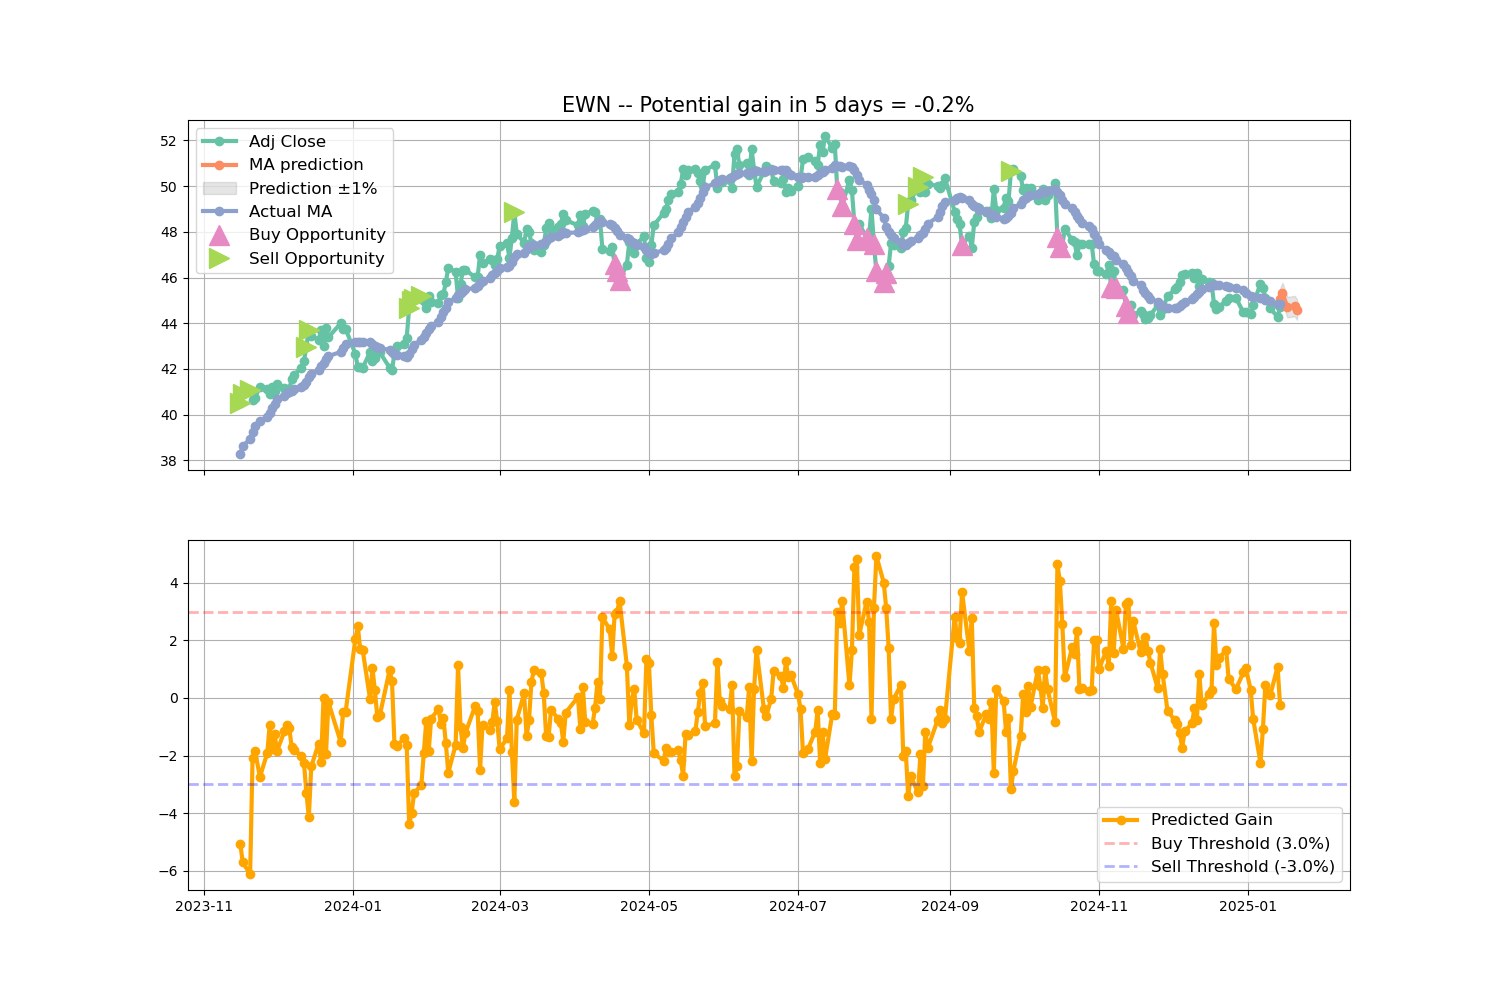 EWN -- Potential gain in 5 days = -0.2%
52
50
48
46
44
42
40
38
Adj Close
MA prediction
Prediction ±1%
Actual MA
Buy Opportunity
Sell Opportunity
4
2
0
−2
−4
−6
Predicted Gain
Buy Threshold (3.0%)
Sell Threshold (-3.0%)
2023-11
2024-01
2024-03
2024-05
2024-07
2024-09
2024-11
2025-01